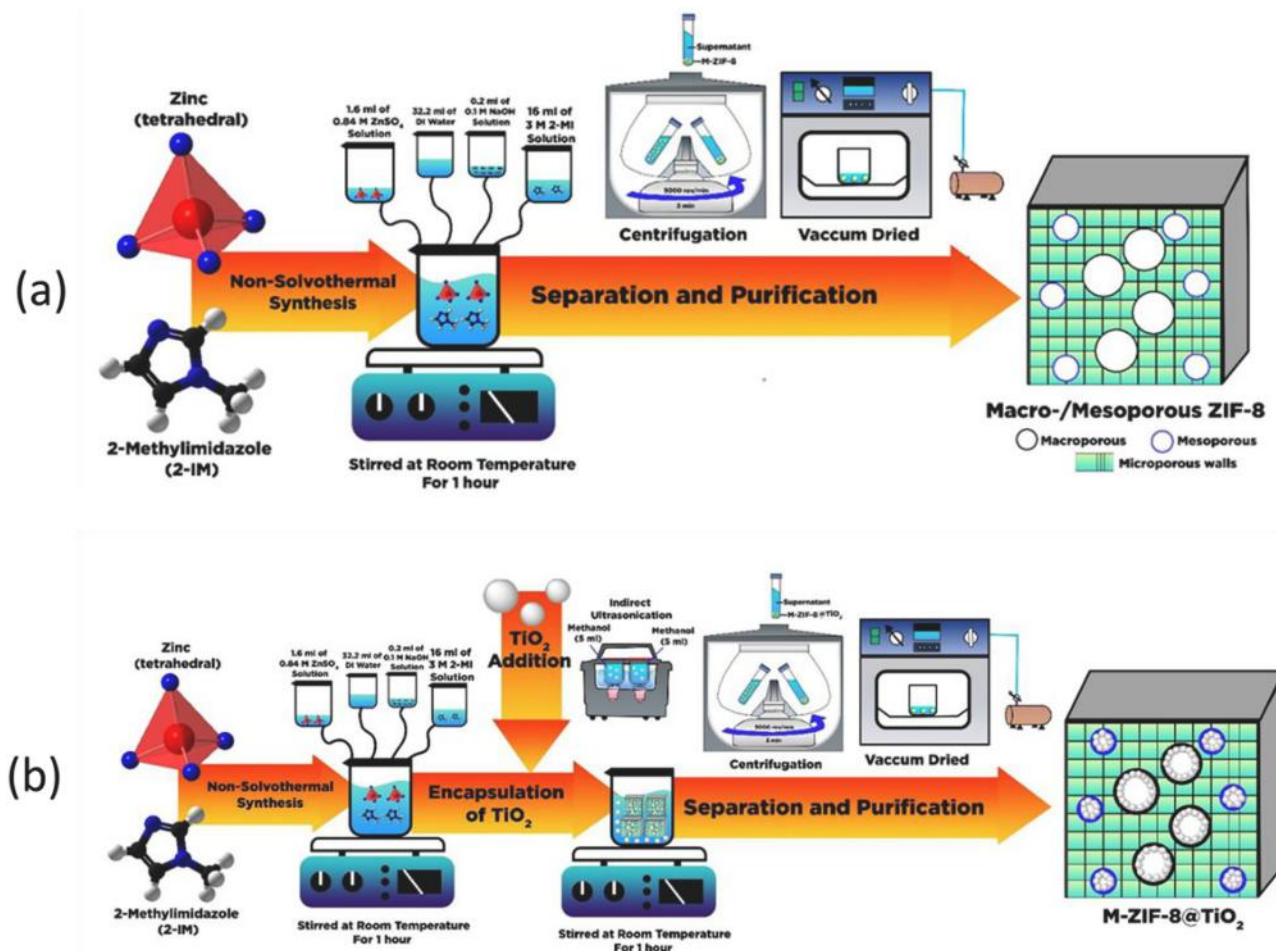 (a)
Zinc
(tetrahedral)
2-Methylimidazole
(2-IM)
Non-Solvothermal
Synthesis
1.6 ml of
0.84 M ZnSO₄
Solution
32.2 ml of
DI Water
0.2 ml of
0.1 M NaOH
Solution
16 ml of
3 M 2-MI
Solution
Stirred at Room Temperature
For 1 hour
Separation and Purification
Supernatant
M-ZIF-8
5000 rev/min
3 min
Centrifugation
Vaccum Dried
Macro-/Mesoporous ZIF-8
Macroporous
Mesoporous
Microporous walls
(b)
Zinc
(tetrahedral)
2-Methylimidazole
(2-IM)
Non-Solvothermal
Synthesis
1.6 ml of
0.84 M ZnSO₄
Solution
32.2 ml of
DI Water
0.2 ml of
0.1 M NaOH
Solution
16 ml of
3 M 2-MI
Solution
Stirred at Room Temperature
For 1 hour
TiO₂
Addition
Encapsulation
of TiO₂
Indirect
Ultrasonication
Methanol
(5 ml)
Methanol
(5 ml)
Stirred at Room Temperature
For 1 hour
Separation and Purification
Supernatant
M-ZIF-8@TiO₂
Centrifugation
Vaccum Dried
M-ZIF-8@TiO₂